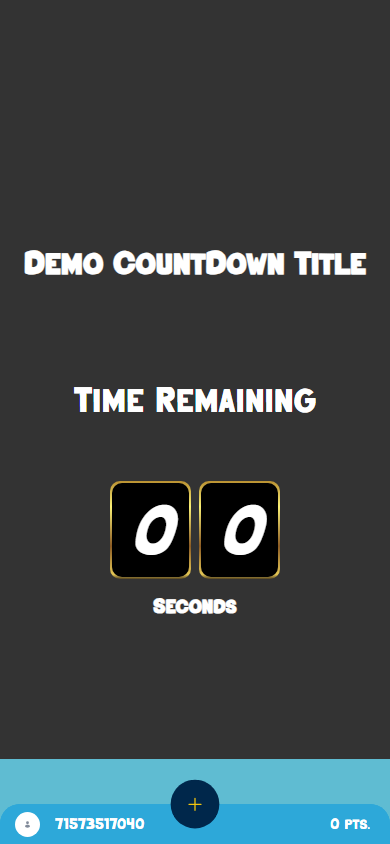 Demo CountDown Title
Time Remaining
0 0
Seconds
71573517040
0 PTS.